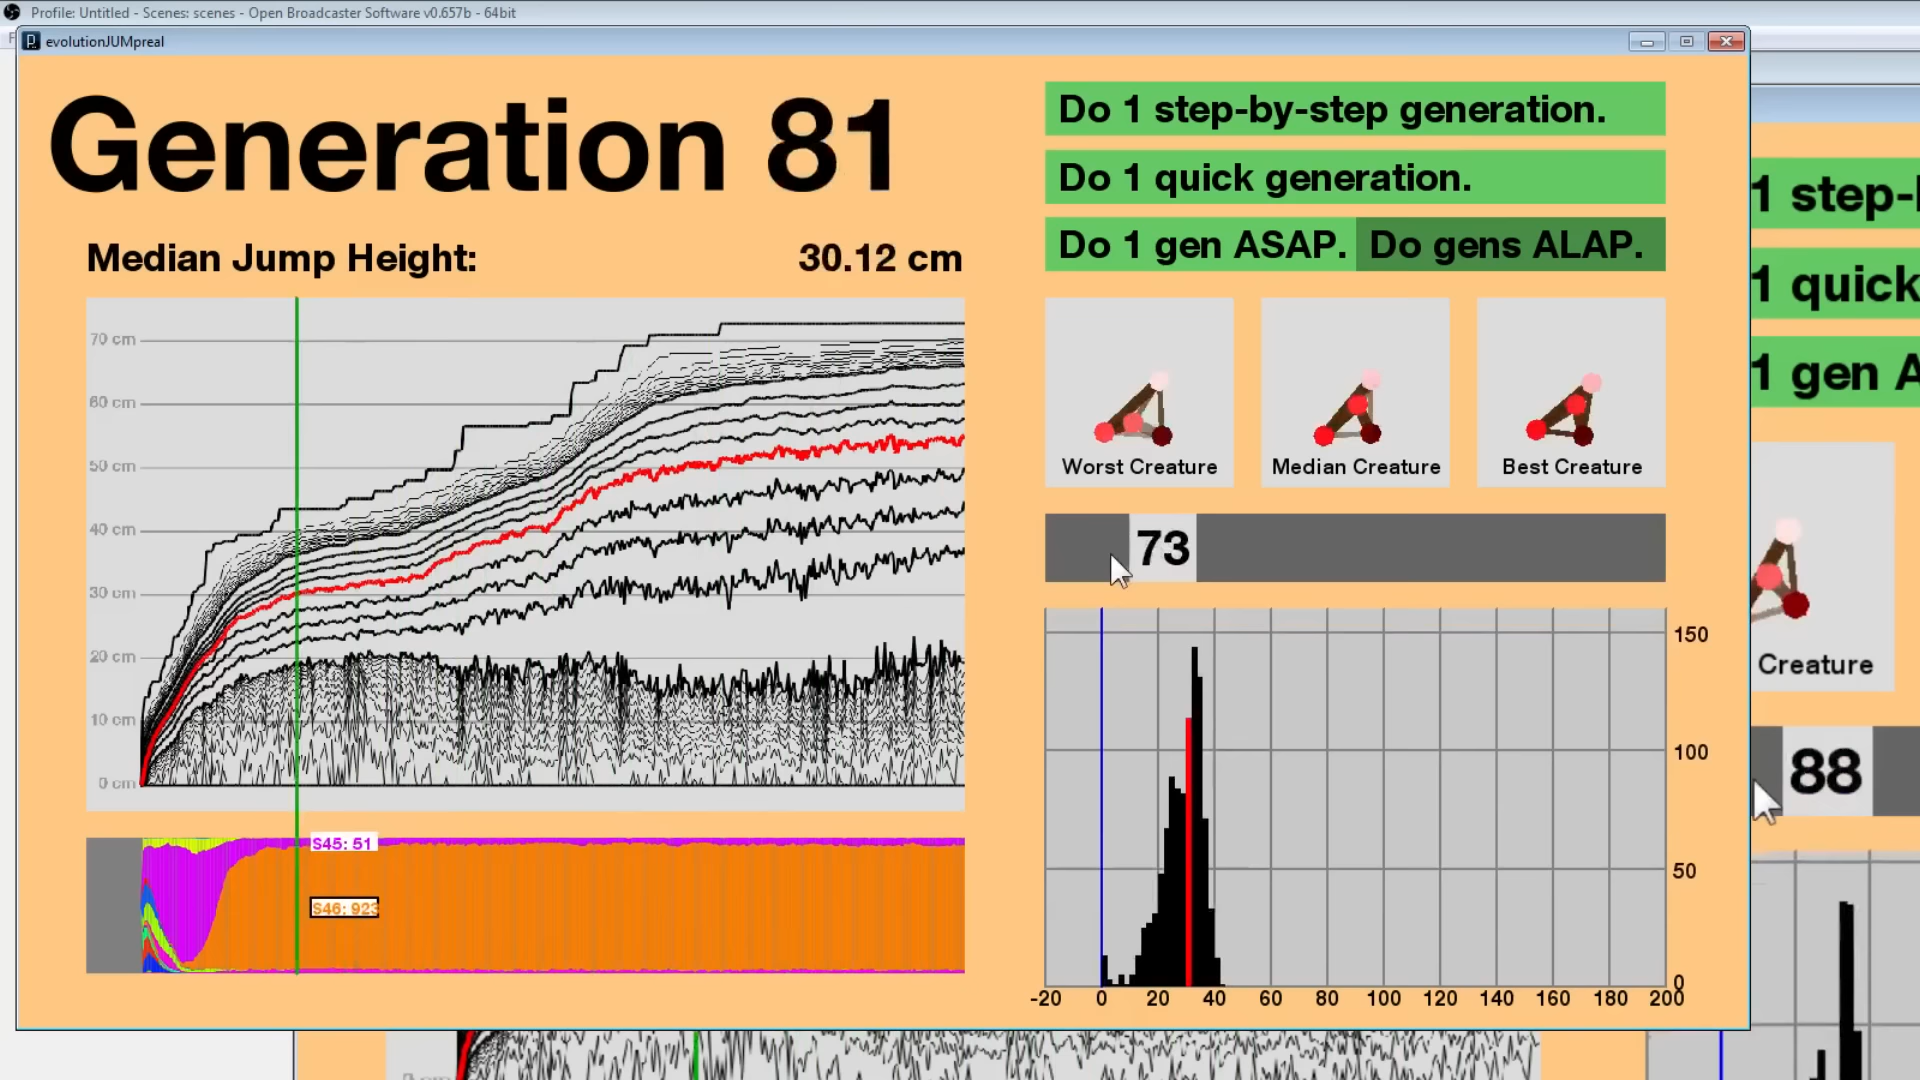 Profile: Untitled - Scenes: scenes - Open Broadcaster Software v0.657b - 64bit
evolutionJUMpreal
Generation 81
Median Jump Height: 30.12 cm
70 cm
60 cm
50 cm
40 cm
30 cm
20 cm
10 cm
0 cm
S45: 51
S46: 923
Do 1 step-by-step generation.
Do 1 quick generation.
Do 1 gen ASAP. Do gens ALAP.
Worst Creature Median Creature Best Creature
73
150
100
50
0
-20 0 20 40 60 80 100 120 140 160 180 200
1 step-
1 quick
1 gen A
Creature
88